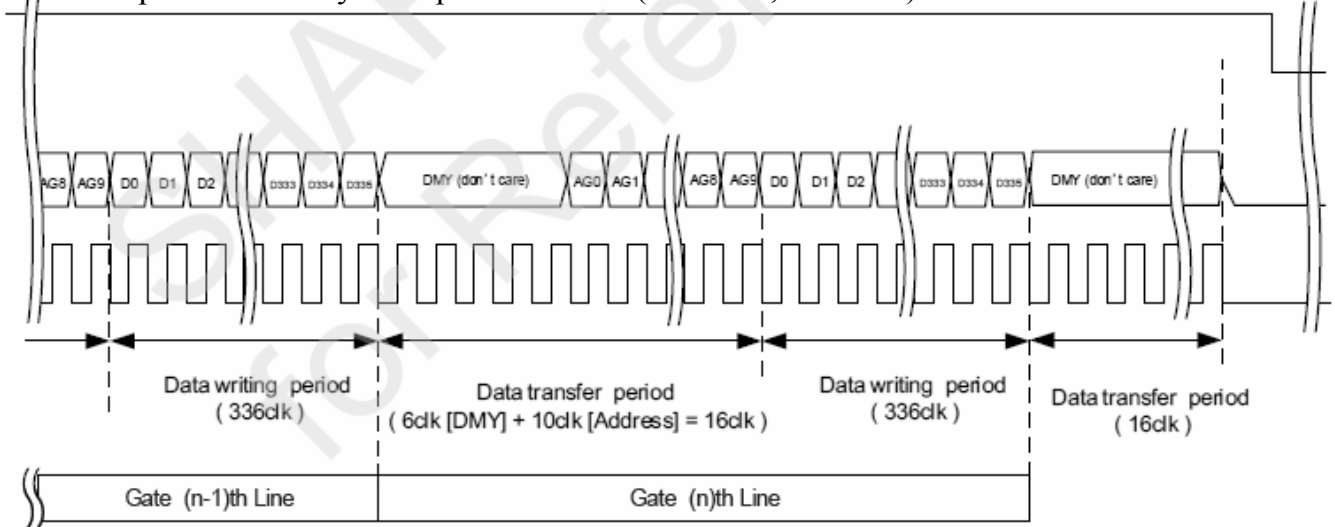 AG8 AG9 D0 D1 D2 D333 D334 D335 DMY (don't care) AG0 AG1 AG8 AG9 D0 D1 D2 D333 D334 D335 DMY (don't care)
Data writing period
( 336clk )
Data transfer period
( 6clk [DMY] + 10clk [Address] = 16clk )
Data writing period
( 336clk )
Data transfer period
( 16clk )
Gate (n-1)th Line
Gate (n)th Line
for Refe